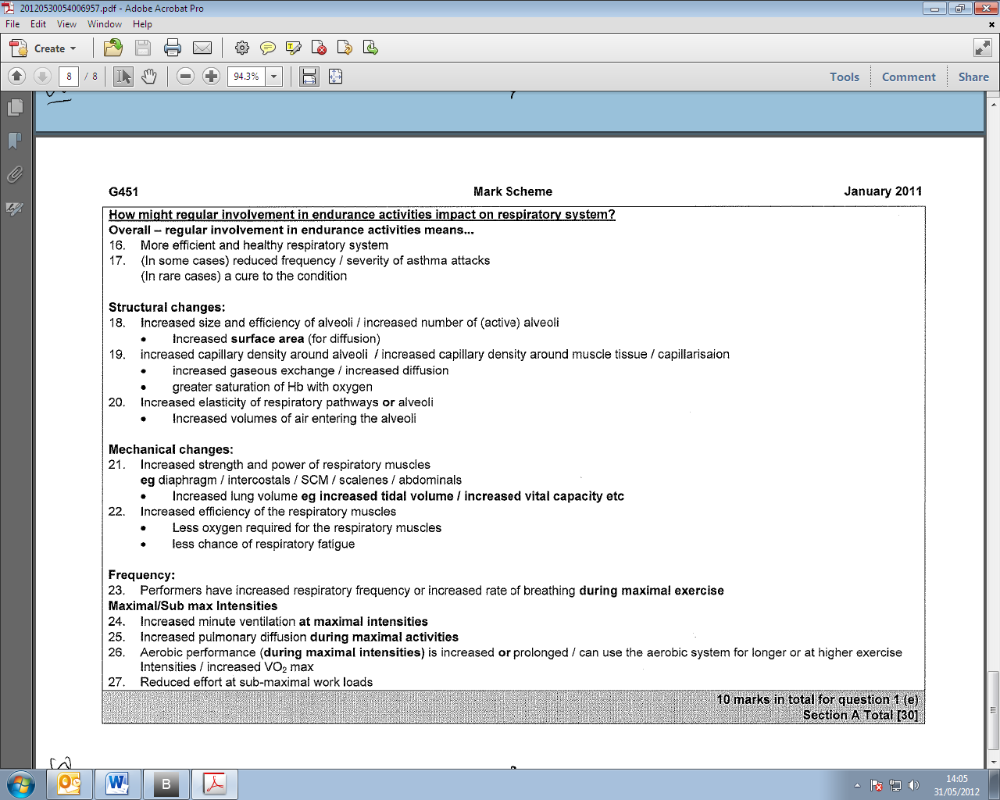 20120530054006957.pdf - Adobe Acrobat Pro
File Edit View Window Help
Create
8 / 8 94.3% Tools Comment Share
G451 Mark Scheme January 2011
How might regular involvement in endurance activities impact on respiratory system?
Overall – regular involvement in endurance activities means...
16. More efficient and healthy respiratory system
17. (In some cases) reduced frequency / severity of asthma attacks
(In rare cases) a cure to the condition
Structural changes:
18. Increased size and efficiency of alveoli / increased number of (active) alveoli
• Increased surface area (for diffusion)
19. increased capillary density around alveoli / increased capillary density around muscle tissue / capillarisaion
• increased gaseous exchange / increased diffusion
• greater saturation of Hb with oxygen
20. Increased elasticity of respiratory pathways or alveoli
• Increased volumes of air entering the alveoli
Mechanical changes:
21. Increased strength and power of respiratory muscles
eg diaphragm / intercostals / SCM / scalenes / abdominals
• Increased lung volume eg increased tidal volume / increased vital capacity etc
22. Increased efficiency of the respiratory muscles
• Less oxygen required for the respiratory muscles
• less chance of respiratory fatigue
Frequency:
23. Performers have increased respiratory frequency or increased rate of breathing during maximal exercise
Maximal/Sub max Intensities
24. Increased minute ventilation at maximal intensities
25. Increased pulmonary diffusion during maximal activities
26. Aerobic performance (during maximal intensities) is increased or prolonged / can use the aerobic system for longer or at higher exercise
Intensities / increased VO₂ max
27. Reduced effort at sub-maximal work loads
10 marks in total for question 1 (e)
Section A Total [30]
B
14:05
31/05/2012